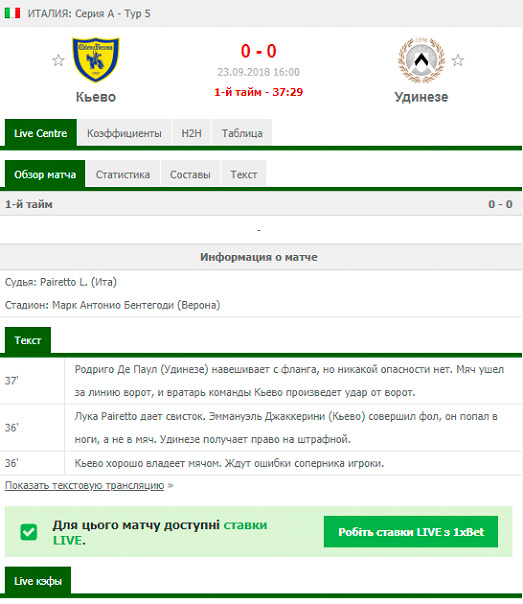 ИТАЛИЯ: Серия А - Тур 5
0 - 0
23.09.2018 16:00
1-й тайм - 37:29
Кьево
Удинезе
Live Centre Коэффициенты H2H Таблица
Обзор матча Статистика Составы Текст
1-й тайм 0 - 0
-
Информация о матче
Судья: Pairetto L. (Ита)
Стадион: Марк Антонио Бентегоди (Верона)
Текст
37' Родриго Де Паул (Удинезе) навешивает с фланга, но никакой опасности нет. Мяч ушел
за линию ворот, и вратарь команды Кьево произведет удар от ворот.
36' Лука Pairetto дает свисток. Эммануэль Джаккерини (Кьево) совершил фол, он попал в
ноги, а не в мяч. Удинезе получает право на штрафной.
36' Кьево хорошо владеет мячом. Ждут ошибки соперника игроки.
Показать текстовую трансляцию »
Для цього матчу доступні ставки
LIVE.
Робіть ставки LIVE з 1xBet
Live кэфы